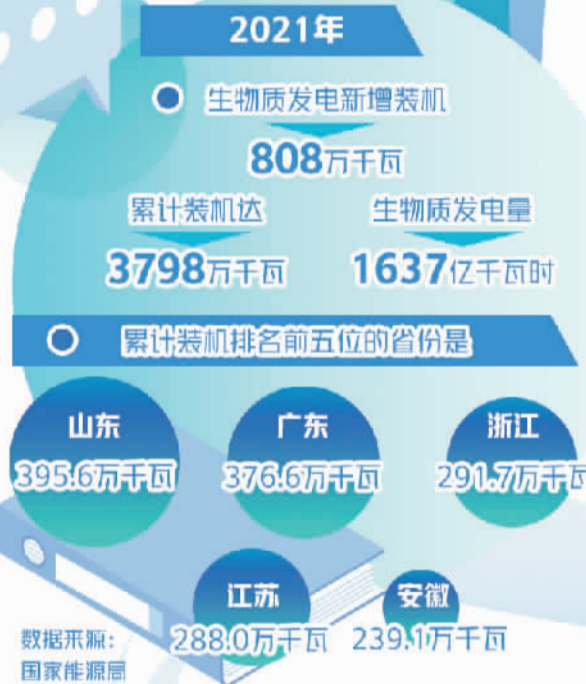 2021年
生物质发电新增装机
808万千瓦
累计装机达
3798万千瓦
生物质发电量
1637亿千瓦时
累计装机排名前五位的省份是
山东
395.6万千瓦
广东
376.6万千瓦
浙江
291.7万千瓦
江苏
288.0万千瓦
安徽
239.1万千瓦
数据来源：
国家能源局